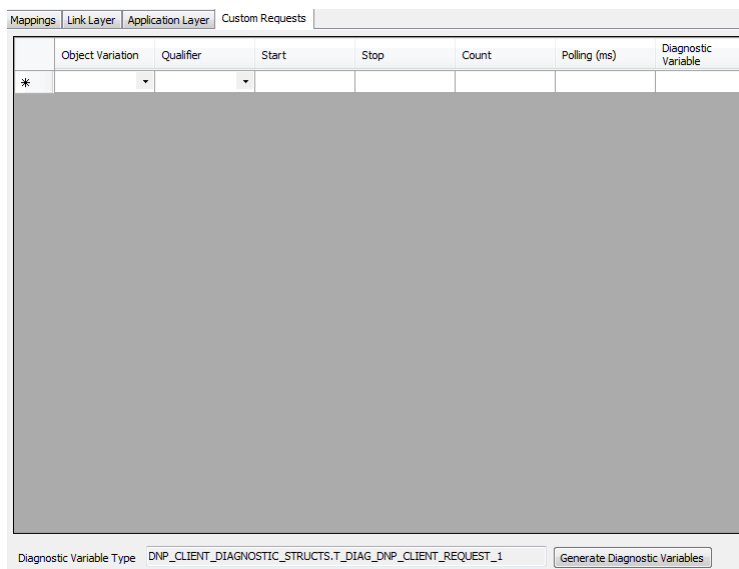 Mappings Link Layer Application Layer Custom Requests
Object Variation Qualifier Start Stop Count Polling (ms) Diagnostic
Variable
Diagnostic Variable Type DNP_CLIENT_DIAGNOSTIC_STRUCTS.T_DIAG_DNP_CLIENT_REQUEST_1 Generate Diagnostic Variables